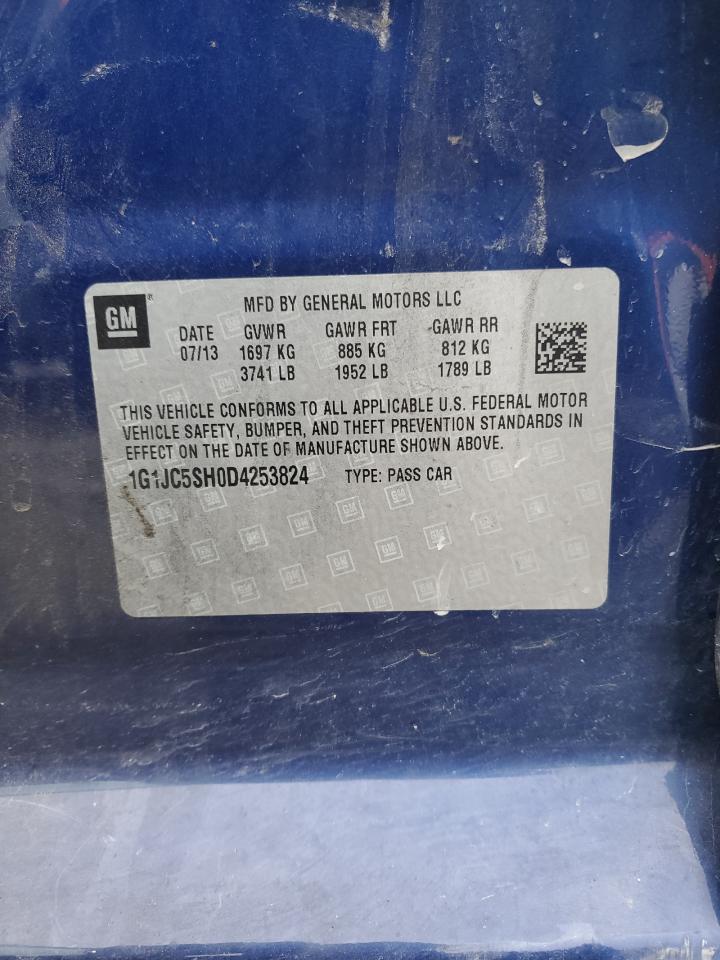 GM ®
MFD BY GENERAL MOTORS LLC
DATE GVWR GAWR FRT GAWR RR
07/13 1697 KG 885 KG 812 KG
3741 LB 1952 LB 1789 LB
THIS VEHICLE CONFORMS TO ALL APPLICABLE U.S. FEDERAL MOTOR
VEHICLE SAFETY, BUMPER, AND THEFT PREVENTION STANDARDS IN
EFFECT ON THE DATE OF MANUFACTURE SHOWN ABOVE.
1G1JC5SH0D4253824 TYPE: PASS CAR